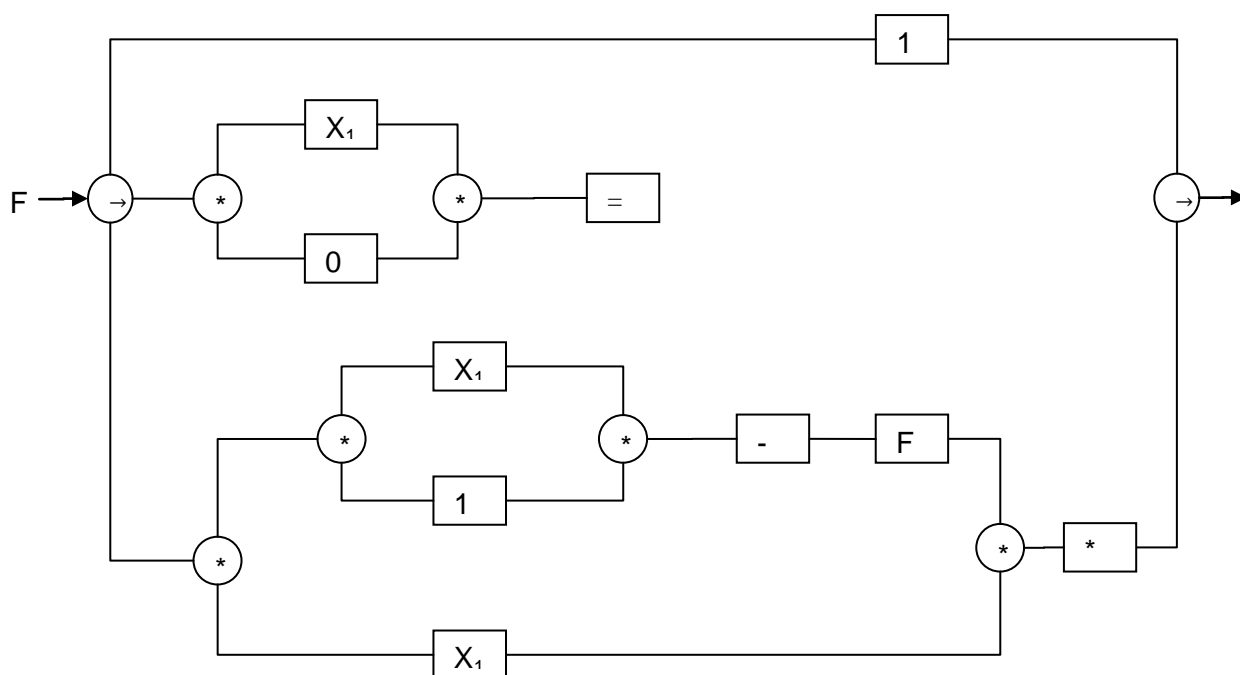 1
X₁
F → * * = →
0
X₁
* * - F
1
* * *
X₁